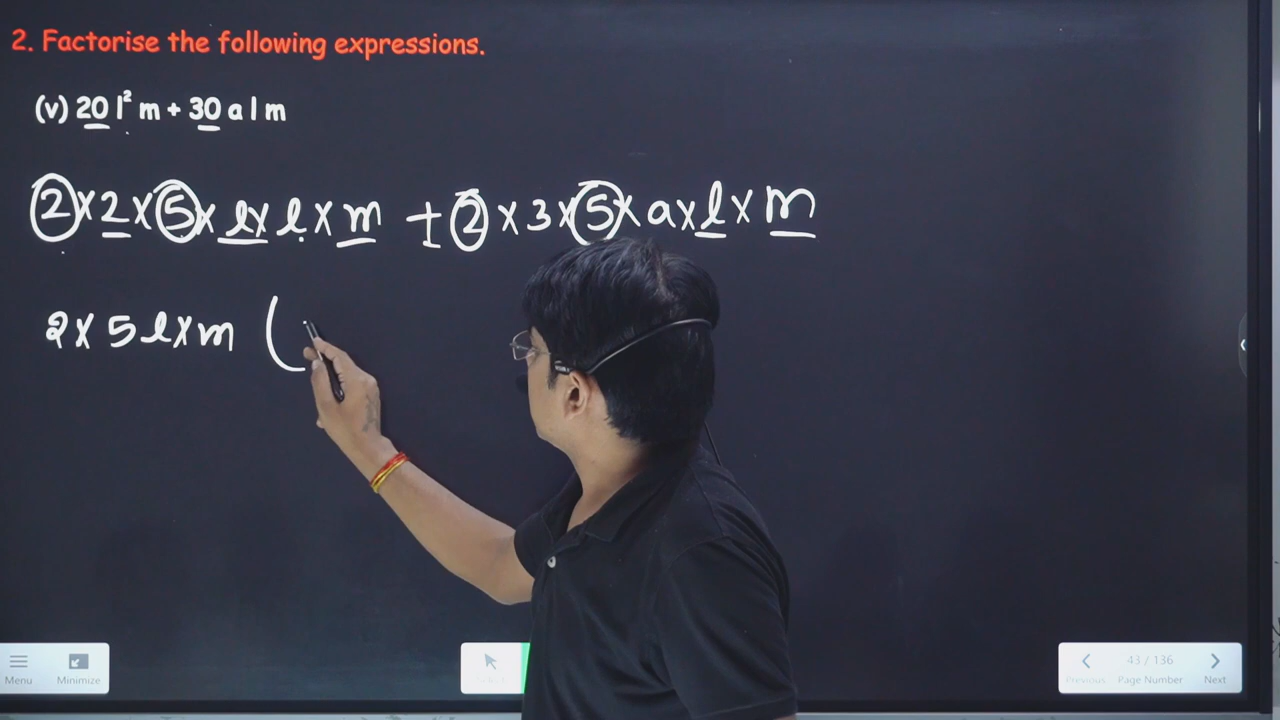 2. Factorise the following expressions.
(v) 20 l² m + 30 a l m
2 × 2 × 5 × l × l × m + 2 × 3 × 5 × a × l × m
2 × 5 l × m (
Menu Minimize Select Previous 43 / 136 Page Number Next